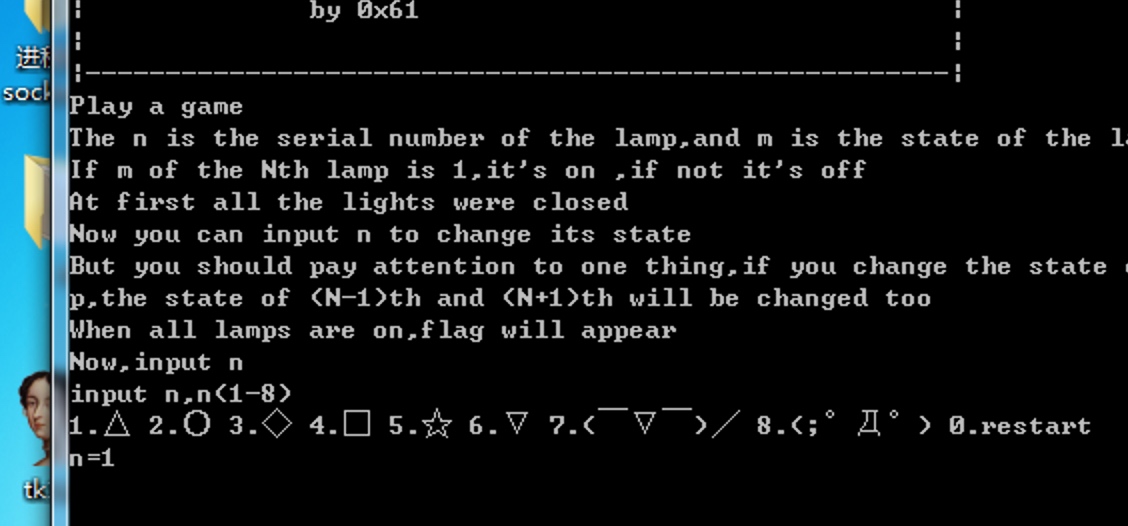 by 0x61
Play a game
The n is the serial number of the lamp,and m is the state of the
If m of the Nth lamp is 1,it's on ,if not it's off
At first all the lights were closed
Now you can input n to change its state
But you should pay attention to one thing,if you change the state
p,the state of (N-1)th and (N+1)th will be changed too
When all lamps are on,flag will appear
Now,input n
input n,n(1-8)
1.△ 2.○ 3.◇ 4.□ 5.☆ 6.▽ 7.(￣▽￣)／ 8.(;°Д°) 0.restart
n=1
进程
sock
tk